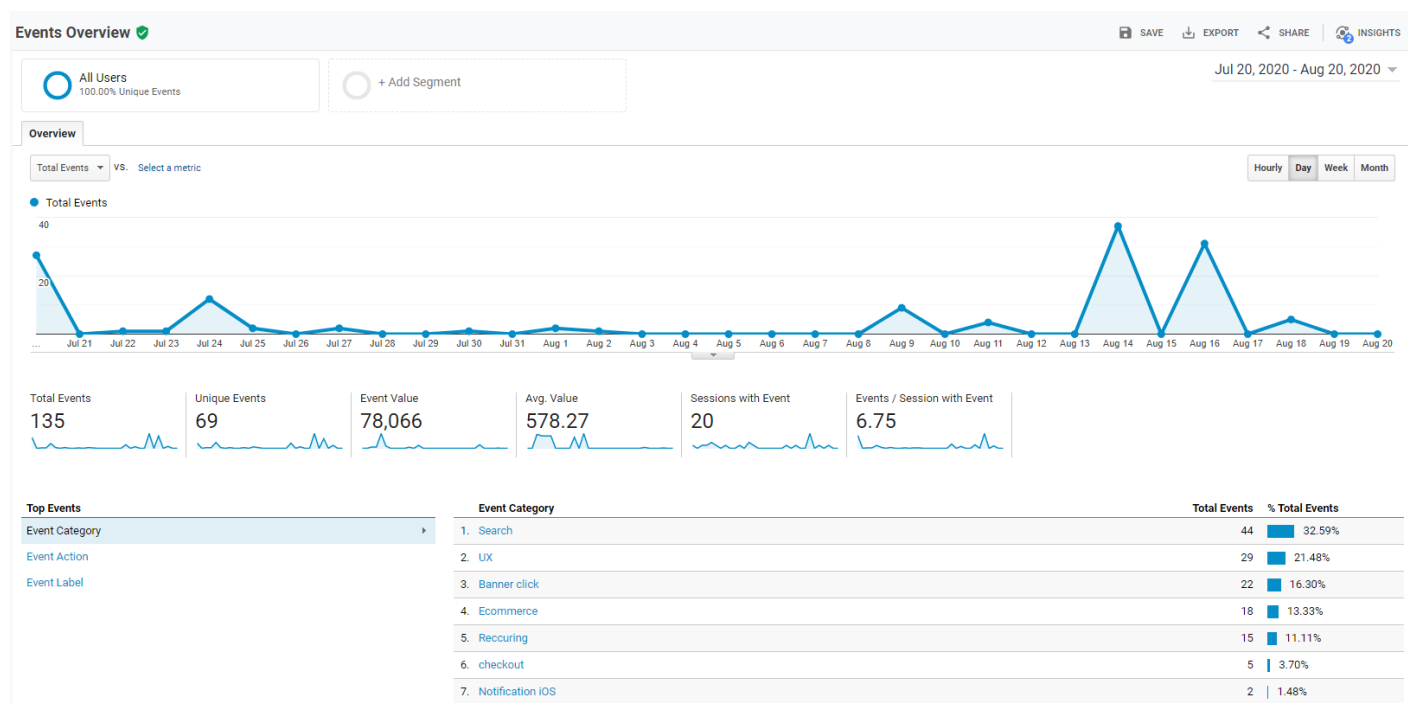 Events Overview
SAVE EXPORT SHARE INSIGHTS
2
All Users
100.00% Unique Events
+ Add Segment
Jul 20, 2020 - Aug 20, 2020
Overview
Total Events VS. Select a metric
Hourly Day Week Month
Total Events
40
20
... Jul 21 Jul 22 Jul 23 Jul 24 Jul 25 Jul 26 Jul 27 Jul 28 Jul 29 Jul 30 Jul 31 Aug 1 Aug 2 Aug 3 Aug 4 Aug 5 Aug 6 Aug 7 Aug 8 Aug 9 Aug 10 Aug 11 Aug 12 Aug 13 Aug 14 Aug 15 Aug 16 Aug 17 Aug 18 Aug 19 Aug 20
Total Events Unique Events Event Value Avg. Value Sessions with Event Events / Session with Event
135 69 78,066 578.27 20 6.75
Top Events
Event Category
Event Action
Event Label
Event Category Total Events % Total Events
1. Search 44 32.59%
2. UX 29 21.48%
3. Banner click 22 16.30%
4. Ecommerce 18 13.33%
5. Reccuring 15 11.11%
6. checkout 5 3.70%
7. Notification iOS 2 1.48%